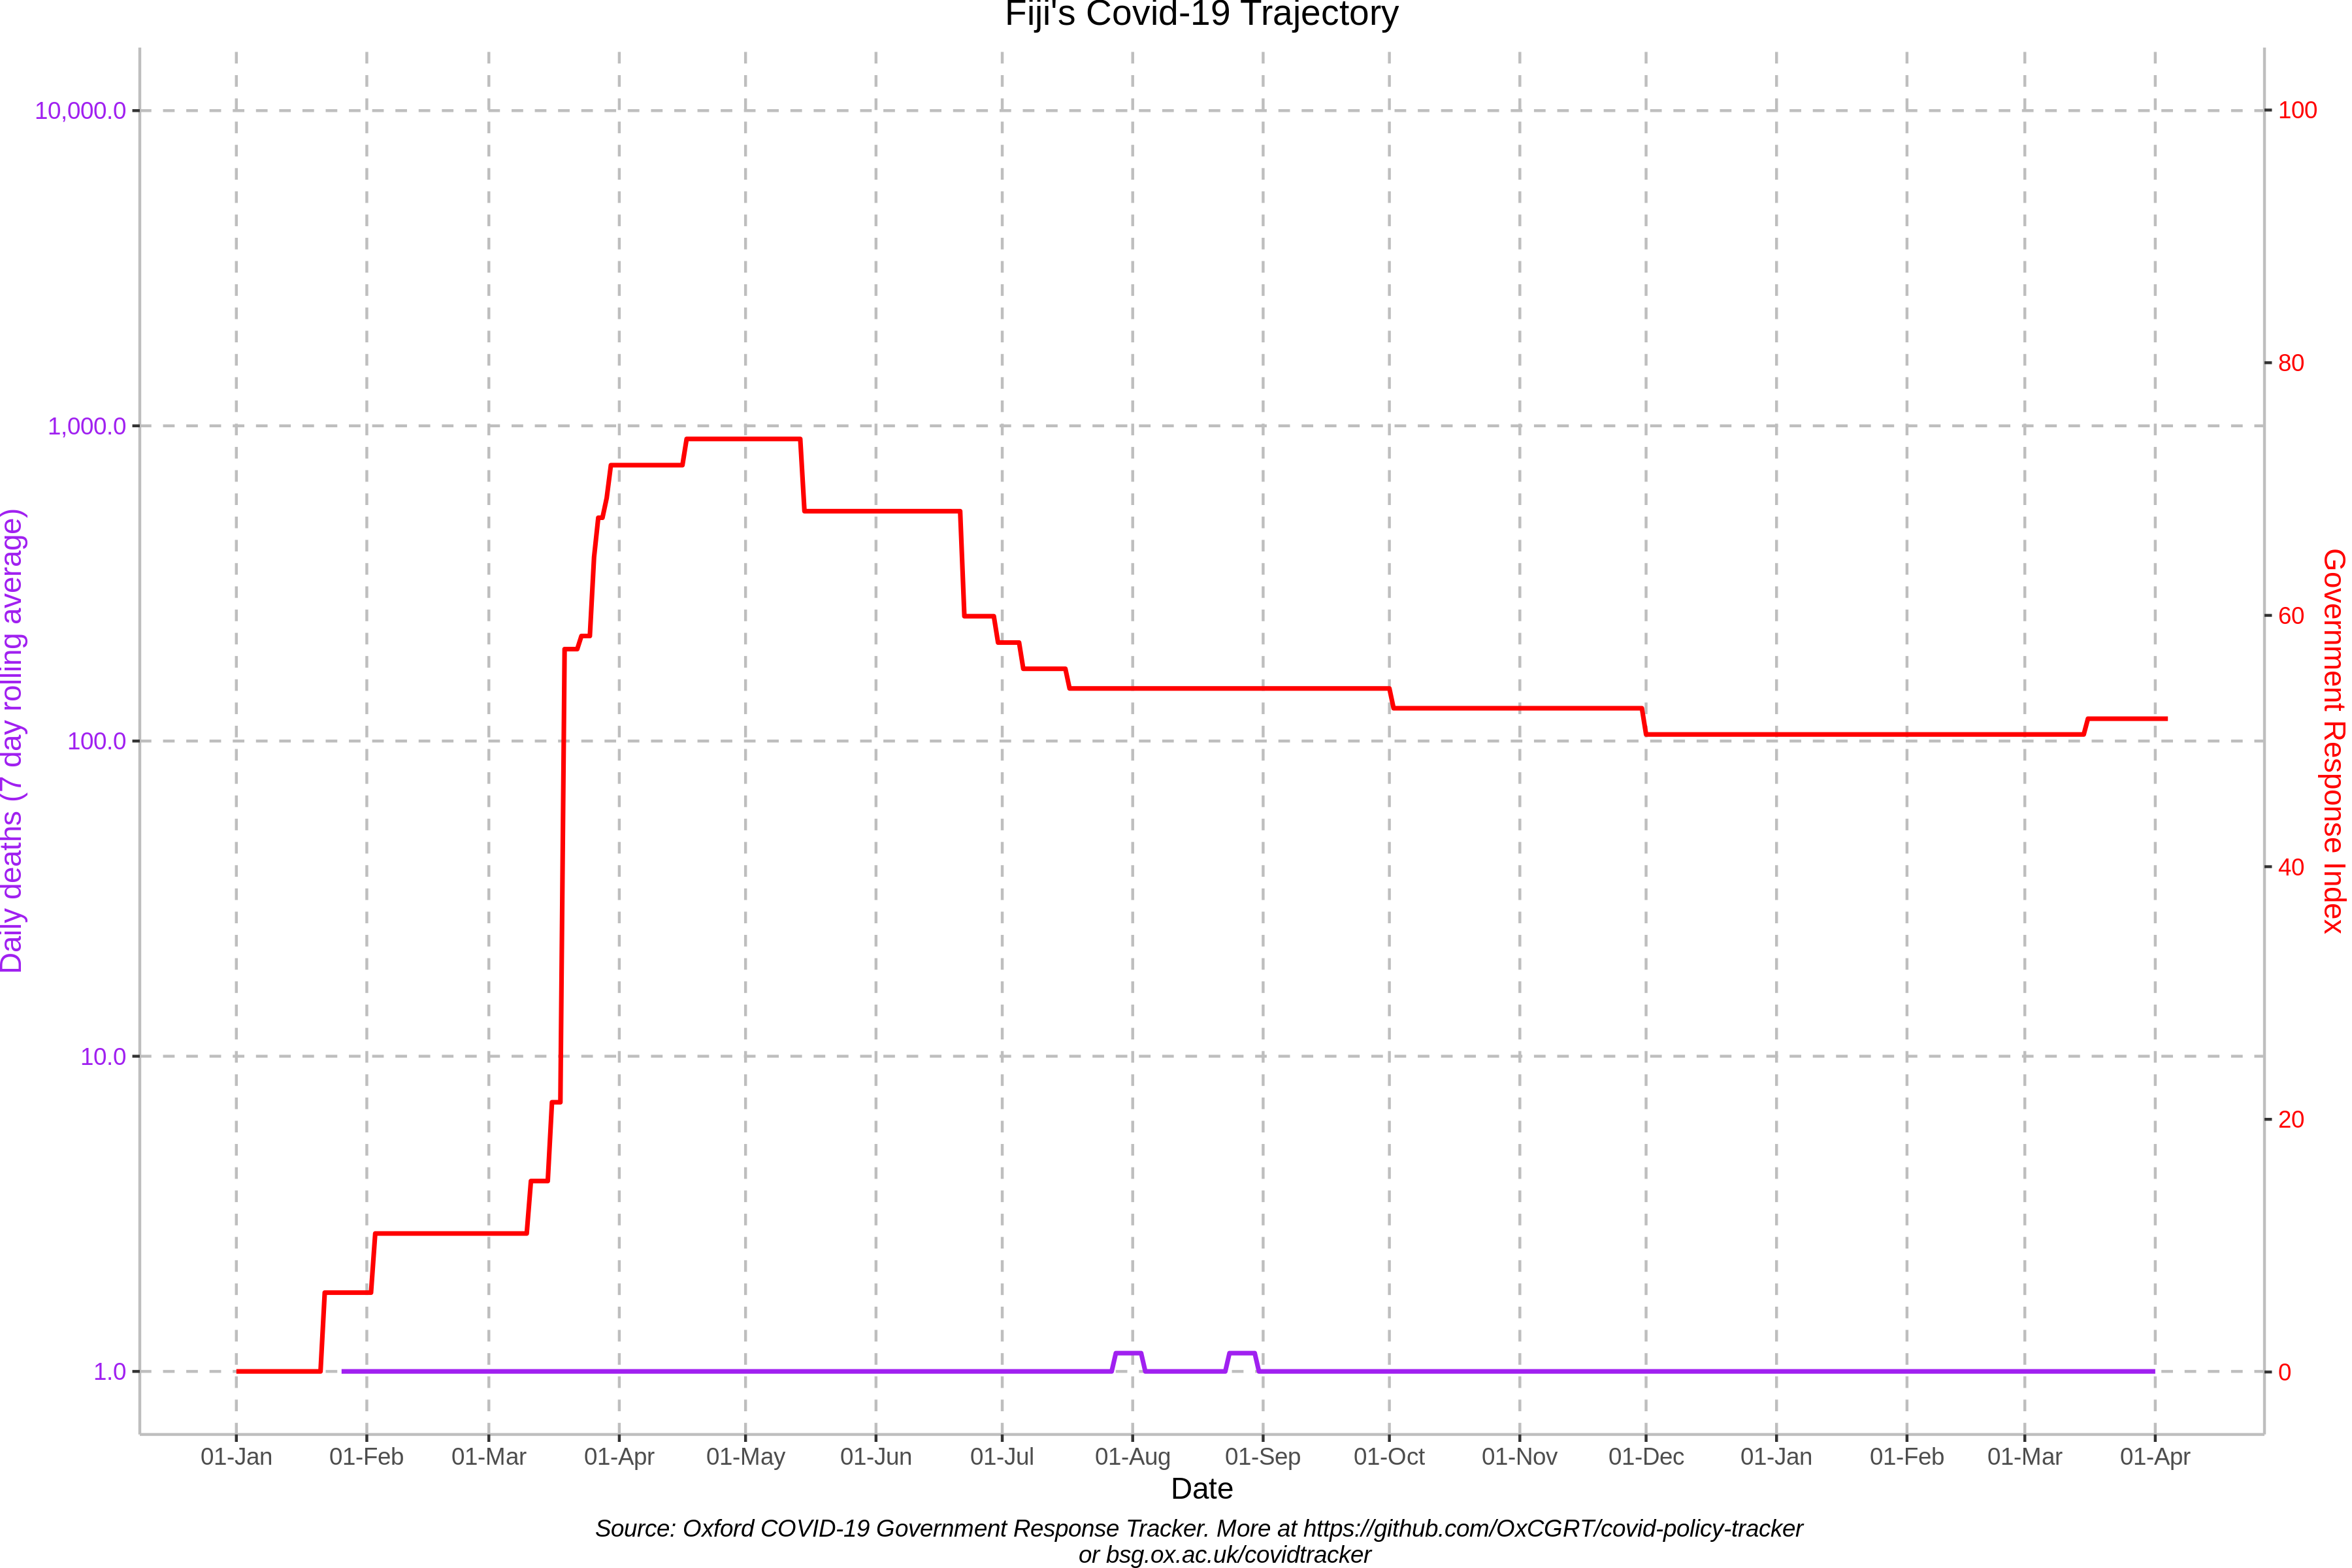 Fiji's Covid-19 Trajectory
10,000.0
1,000.0
100.0
10.0
1.0
Daily deaths (7 day rolling average)
100
80
60
40
20
0
Government Response Index
01-Jan
01-Feb
01-Mar
01-Apr
01-May
01-Jun
01-Jul
01-Aug
01-Sep
01-Oct
01-Nov
01-Dec
01-Jan
01-Feb
01-Mar
01-Apr
Date
Source: Oxford COVID-19 Government Response Tracker. More at https://github.com/OxCGRT/covid-policy-tracker
or bsg.ox.ac.uk/covidtracker